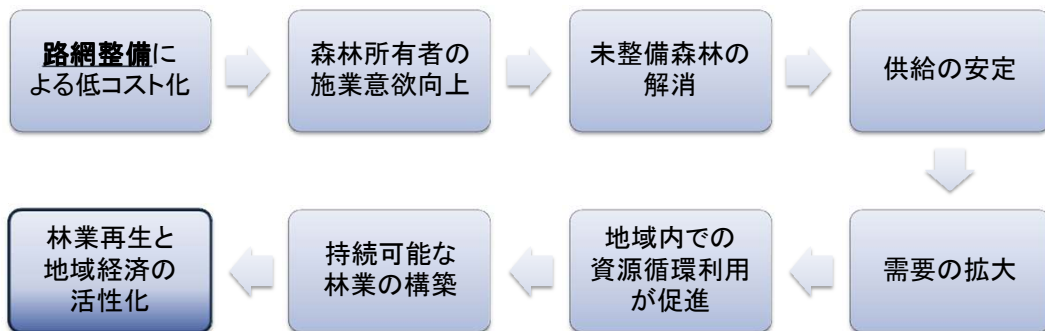 路網整備に
よる低コスト化
森林所有者の
施業意欲向上
未整備森林の
解消
供給の安定
需要の拡大
地域内での
資源循環利用
が促進
持続可能な
林業の構築
林業再生と
地域経済の
活性化